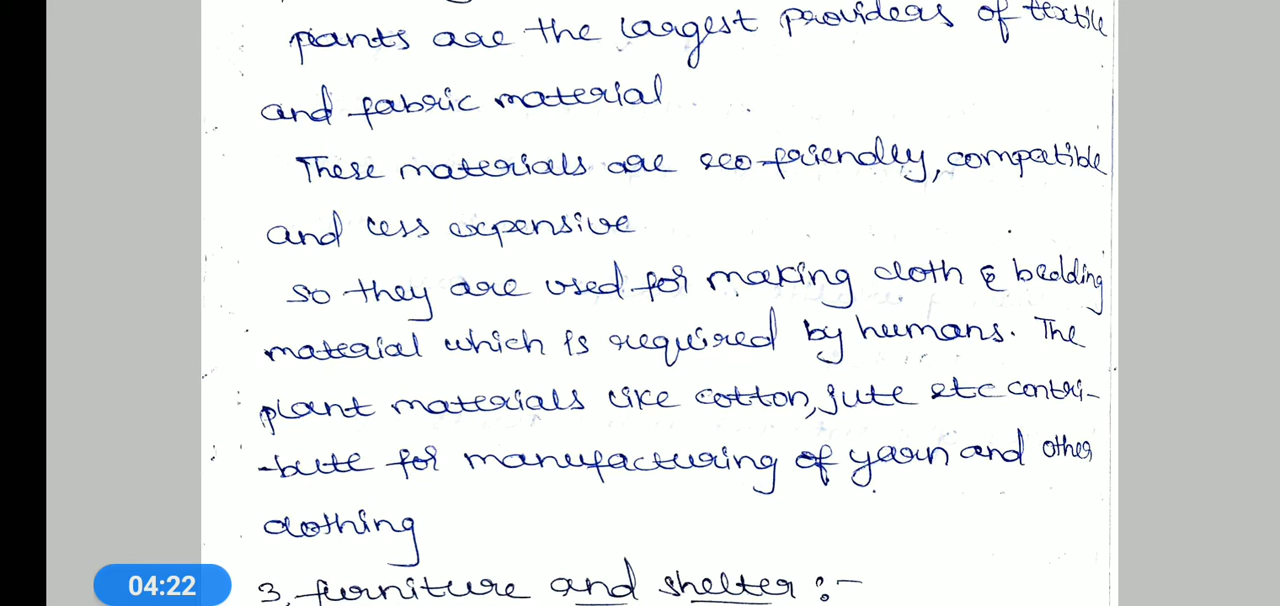 plants are the largest providers of textile
and fabric material
These materials are eco-friendly, compatible
and less expensive
so they are used for making cloth & bedding
material which is required by humans. The
plant materials like cotton, jute etc contri-
-bute for manufacturing of yarn and other
clothing
3. furniture and shelter :-
04:22